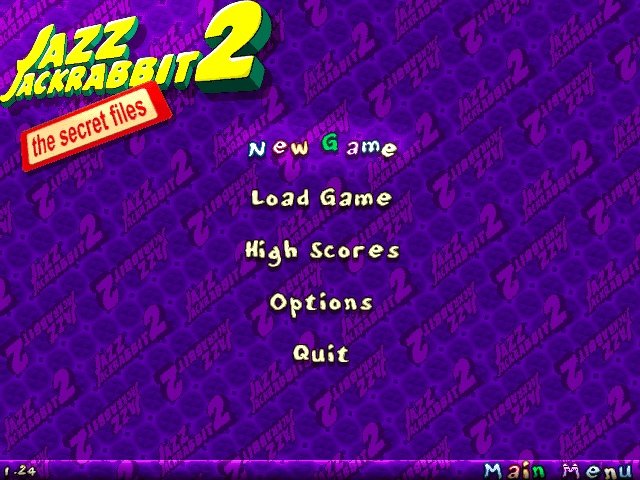 JAZZ
JACKRABBIT 2
the secret files
New Game
Load Game
High Scores
Options
Quit
1.24
Main Menu